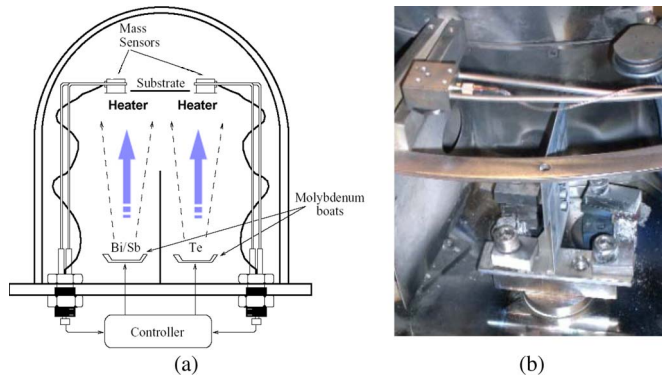 Mass
Sensors
Substrate
Heater Heater
Molybdenum
boats
Bi/Sb Te
Controller
(a) (b)